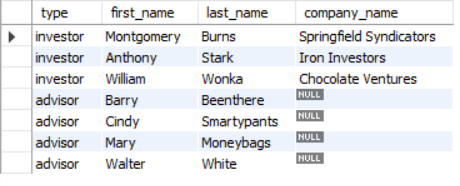 type first_name last_name company_name
investor Montgomery Burns Springfield Syndicators
investor Anthony Stark Iron Investors
investor William Wonka Chocolate Ventures
advisor Barry Beenthere NULL
advisor Cindy Smartypants NULL
advisor Mary Moneybags NULL
advisor Walter White NULL